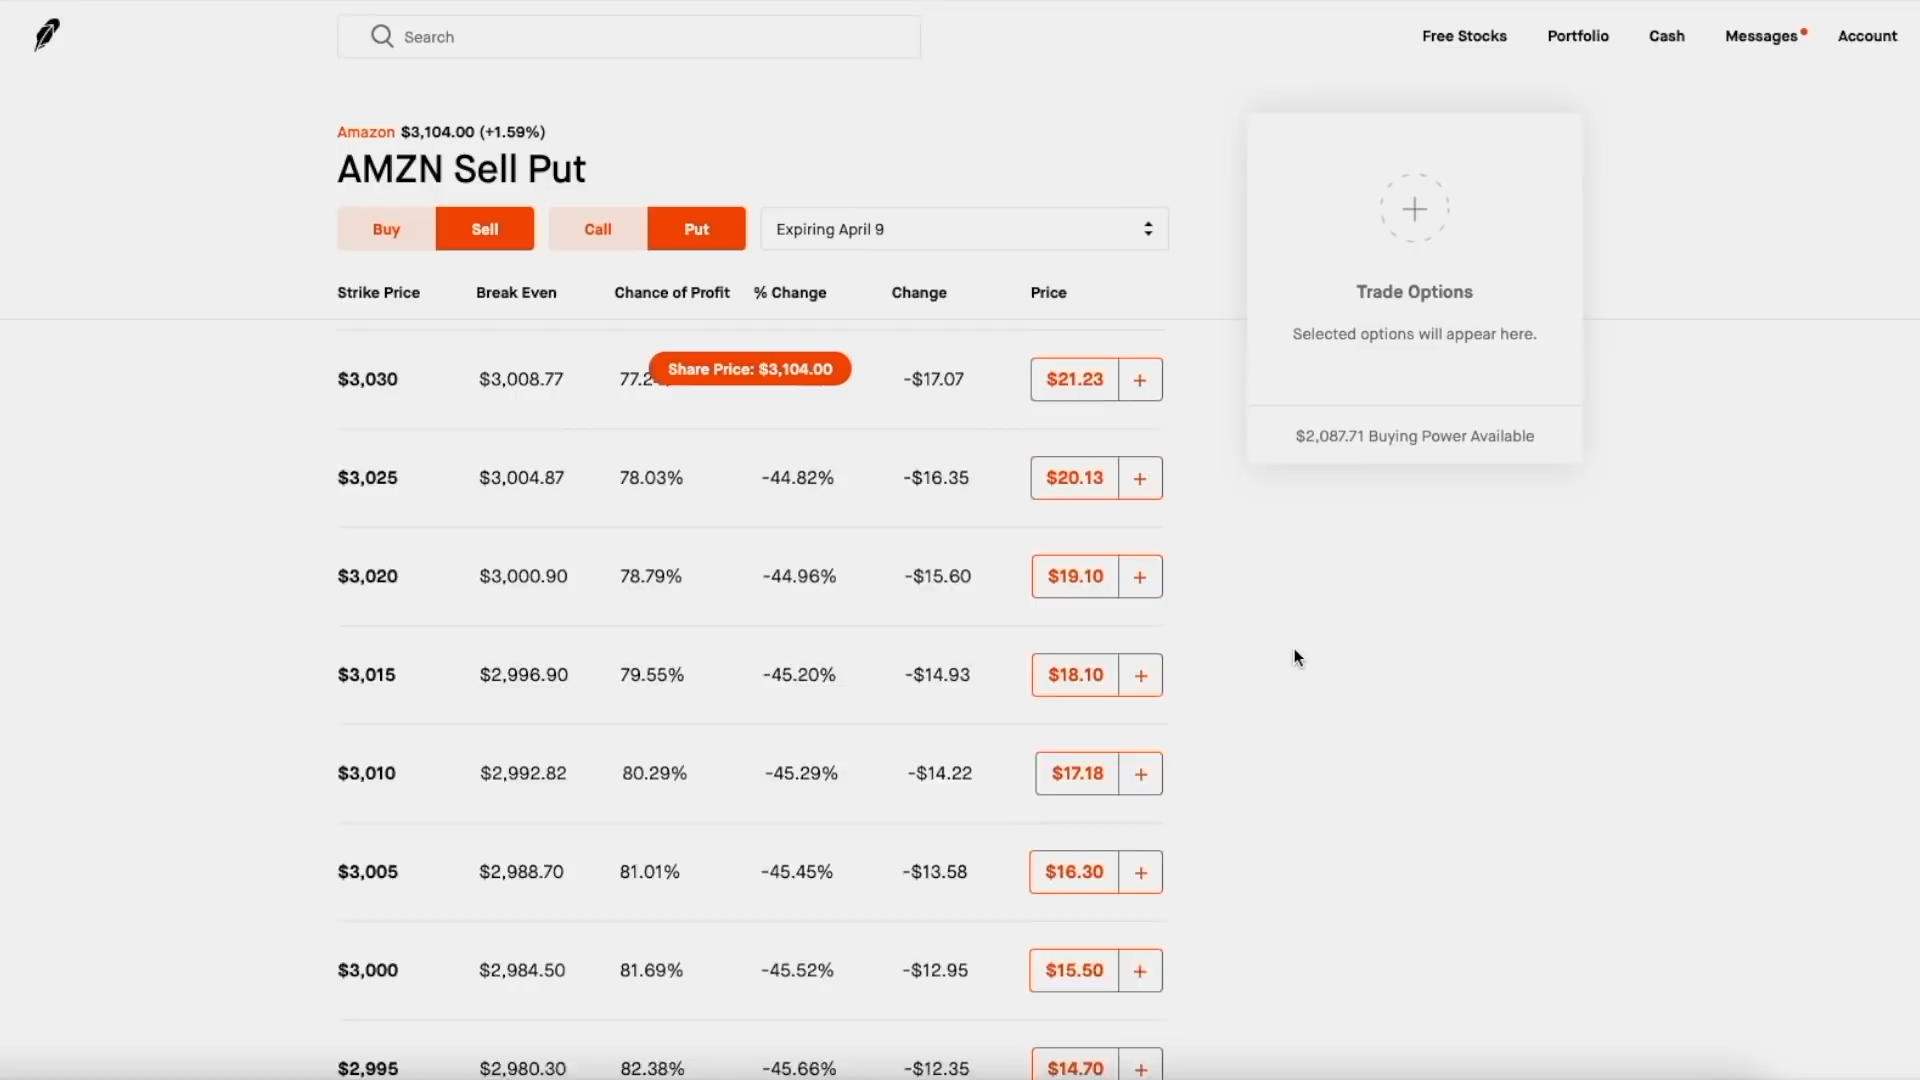 Search
Free Stocks Portfolio Cash Messages Account
Amazon $3,104.00 (+1.59%)
AMZN Sell Put
Buy Sell Call Put Expiring April 9
Strike Price Break Even Chance of Profit % Change Change Price
Share Price: $3,104.00
$3,030 $3,008.77 -$17.07 $21.23 +
$3,025 $3,004.87 78.03% -44.82% -$16.35 $20.13 +
$3,020 $3,000.90 78.79% -44.96% -$15.60 $19.10 +
$3,015 $2,996.90 79.55% -45.20% -$14.93 $18.10 +
$3,010 $2,992.82 80.29% -45.29% -$14.22 $17.18 +
$3,005 $2,988.70 81.01% -45.45% -$13.58 $16.30 +
$3,000 $2,984.50 81.69% -45.52% -$12.95 $15.50 +
$2,995 $2,980.30 82.38% -45.66% -$12.35 $14.70 +
Trade Options
Selected options will appear here.
$2,087.71 Buying Power Available